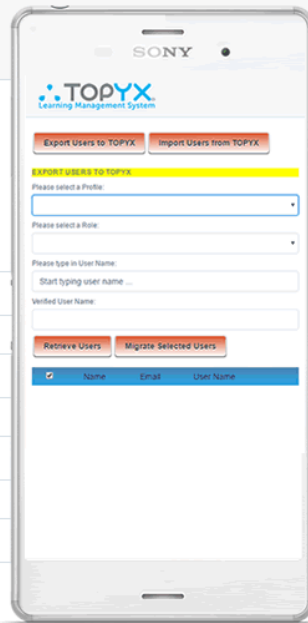 SONY
TOPYX
Learning Management System
Export Users to TOPYX Import Users from TOPYX
EXPORT USERS TO TOPYX
Please select a Profile:
Please select a Role:
Please type in User Name:
Start typing user name ...
Verified User Name:
Retrieve Users Migrate Selected Users
Name Email User Name